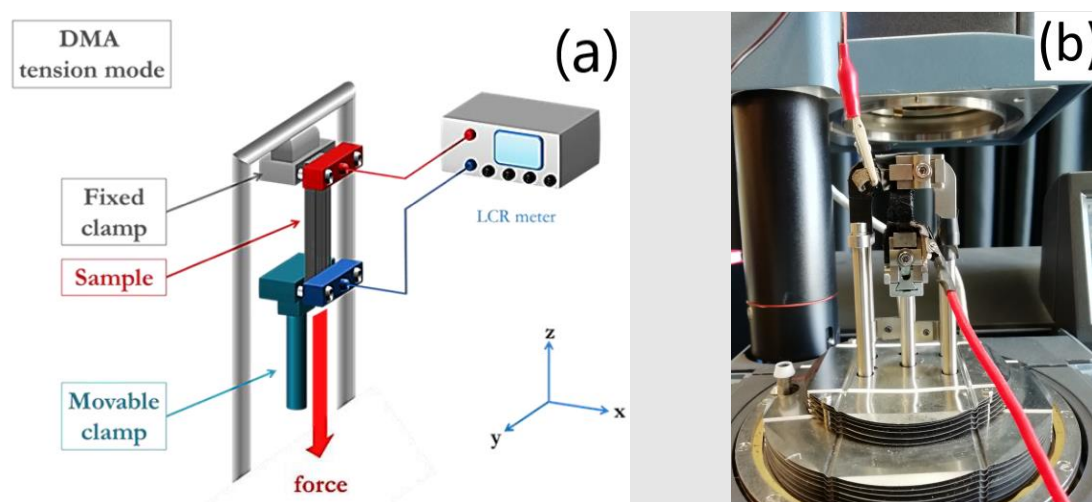 DMA
tension mode
(a)
Fixed
clamp
Sample
LCR meter
Movable
clamp
force
z
x
y
(b)